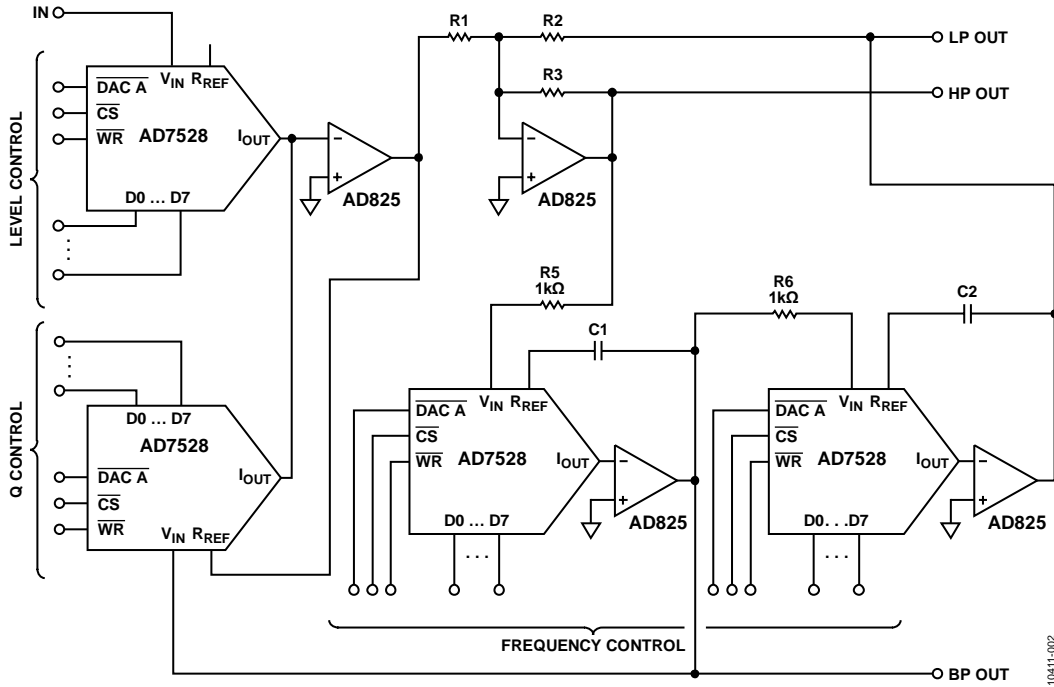 IN
R1
R2
LP OUT
R3
HP OUT
LEVEL CONTROL
DAC A
CS
WR
VIN RREF
AD7528
IOUT
D0 ... D7
−
+
AD825
−
+
AD825
R5
1kΩ
R6
1kΩ
C1
C2
Q CONTROL
D0 ... D7
AD7528
IOUT
DAC A
CS
WR
VIN RREF
VIN RREF
DAC A
CS
WR
AD7528
IOUT
D0 ... D7
−
+
AD825
VIN RREF
DAC A
CS
WR
AD7528
IOUT
D0. . .D7
−
+
AD825
FREQUENCY CONTROL
BP OUT
10411-002